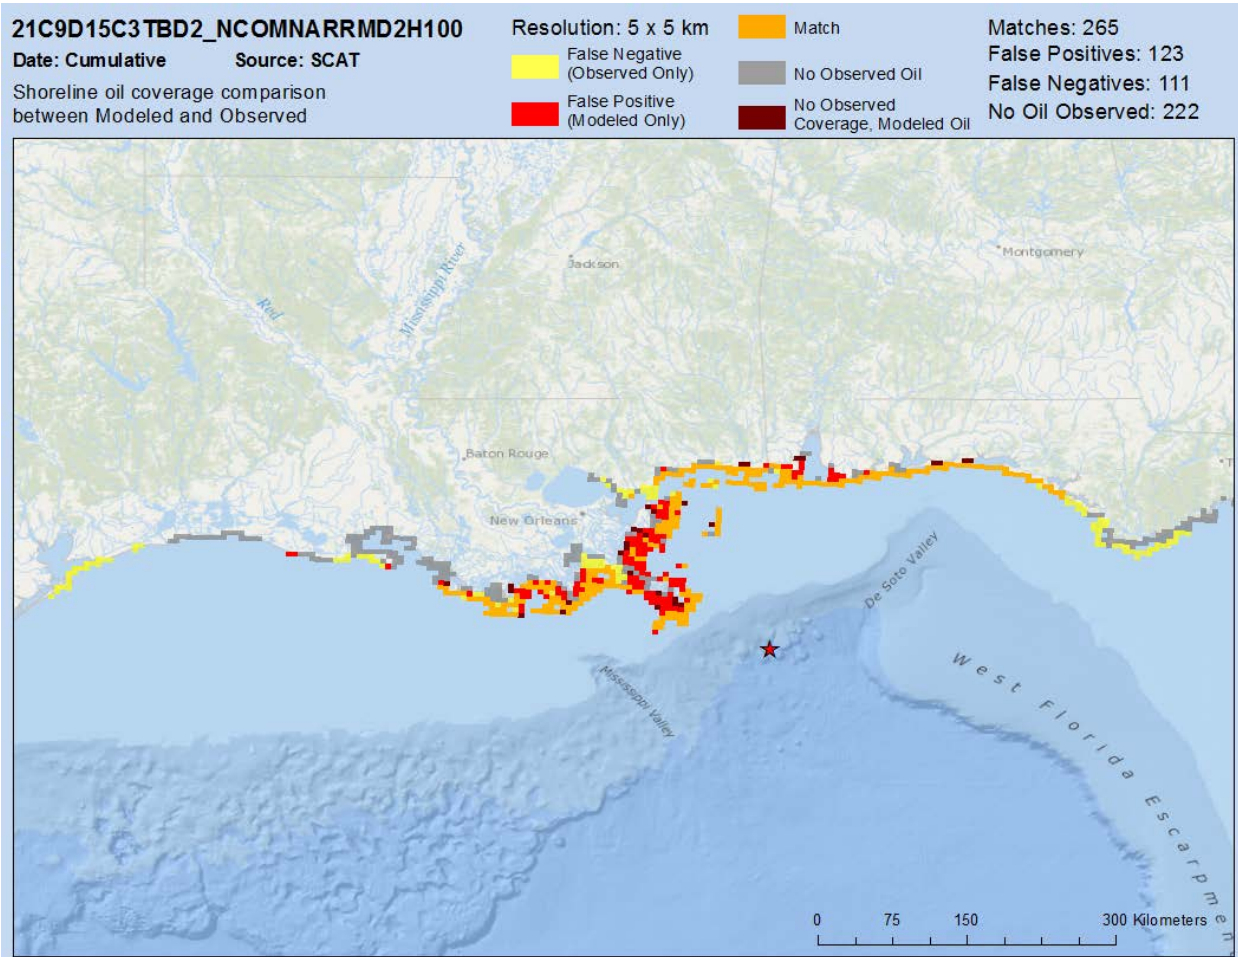 21C9D15C3TBD2_NCOMNARRMD2H100
Date: Cumulative Source: SCAT
Shoreline oil coverage comparison
between Modeled and Observed
Resolution: 5 x 5 km
False Negative
(Observed Only)
False Positive
(Modeled Only)
Match
No Observed Oil
No Observed
Coverage, Modeled Oil
Matches: 265
False Positives: 123
False Negatives: 111
No Oil Observed: 222
Montgomery
Jackson
Mississippi River
Red
Baton Rouge
T
New Orleans
De Soto Valley
Mississippi Valley
West Florida Escarpmen
0 75 150 300 Kilometers